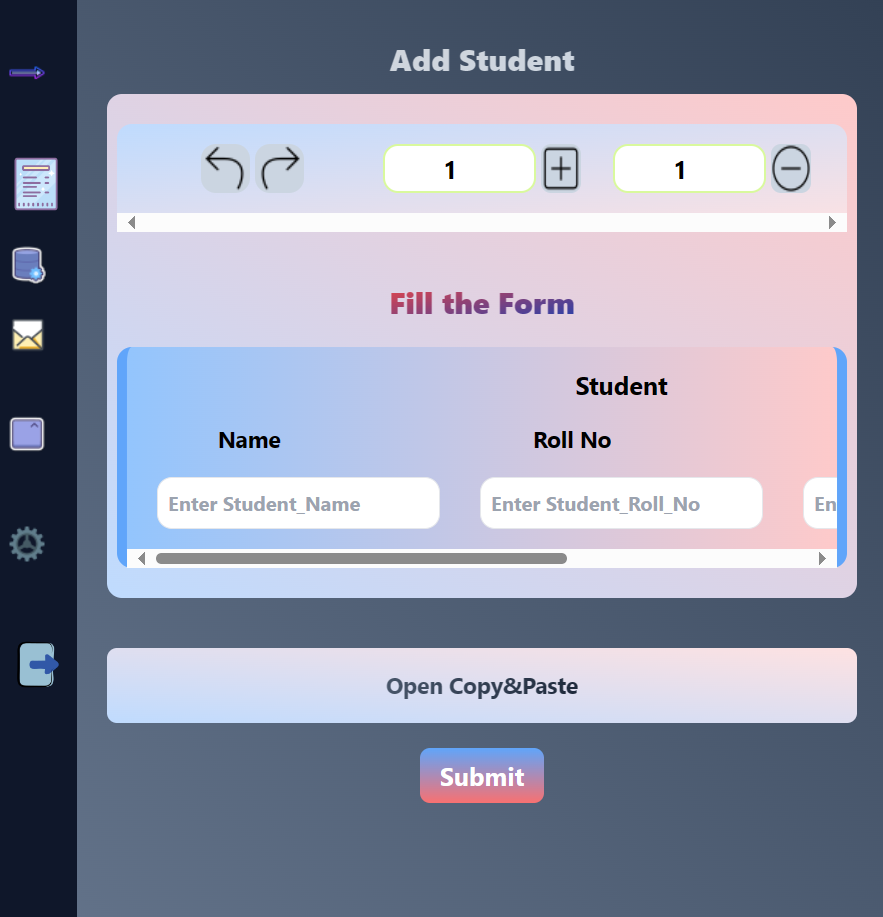 Add Student
1 1
Fill the Form
Student
Name Roll No
Enter Student_Name Enter Student_Roll_No En
Open Copy&Paste
Submit